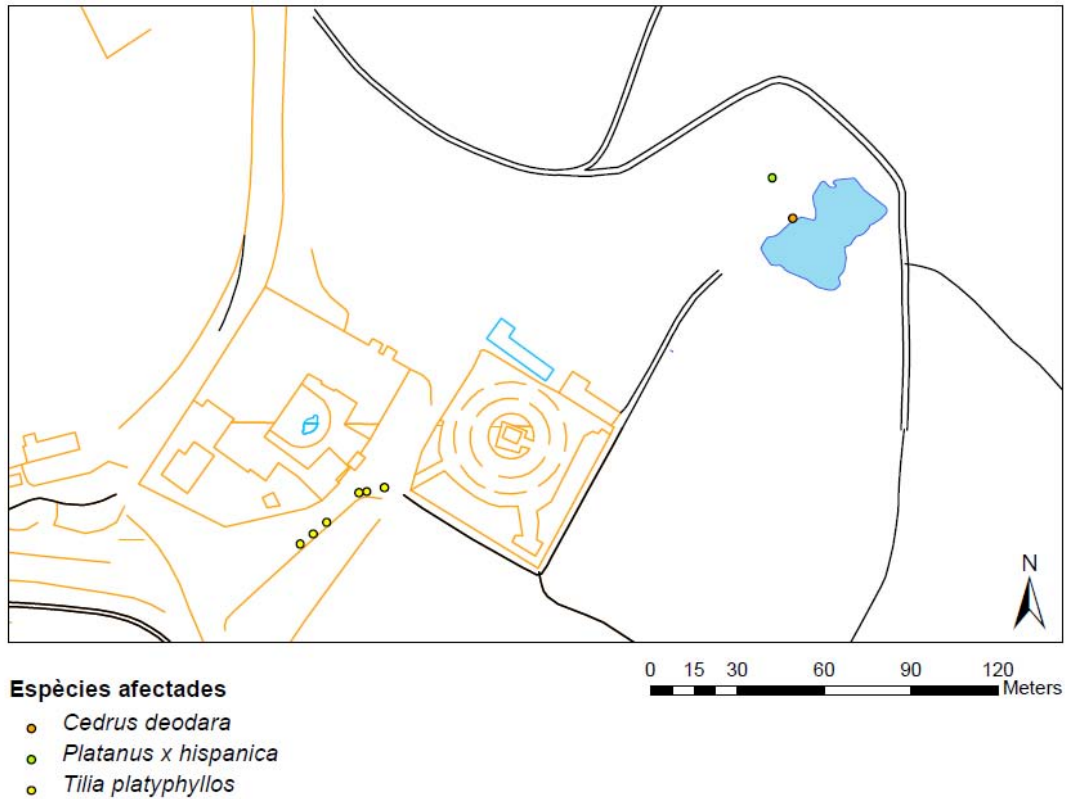 N
0 15 30 60 90 120
Meters
Espècies afectades
Cedrus deodara
Platanus x hispanica
Tilia platyphyllos